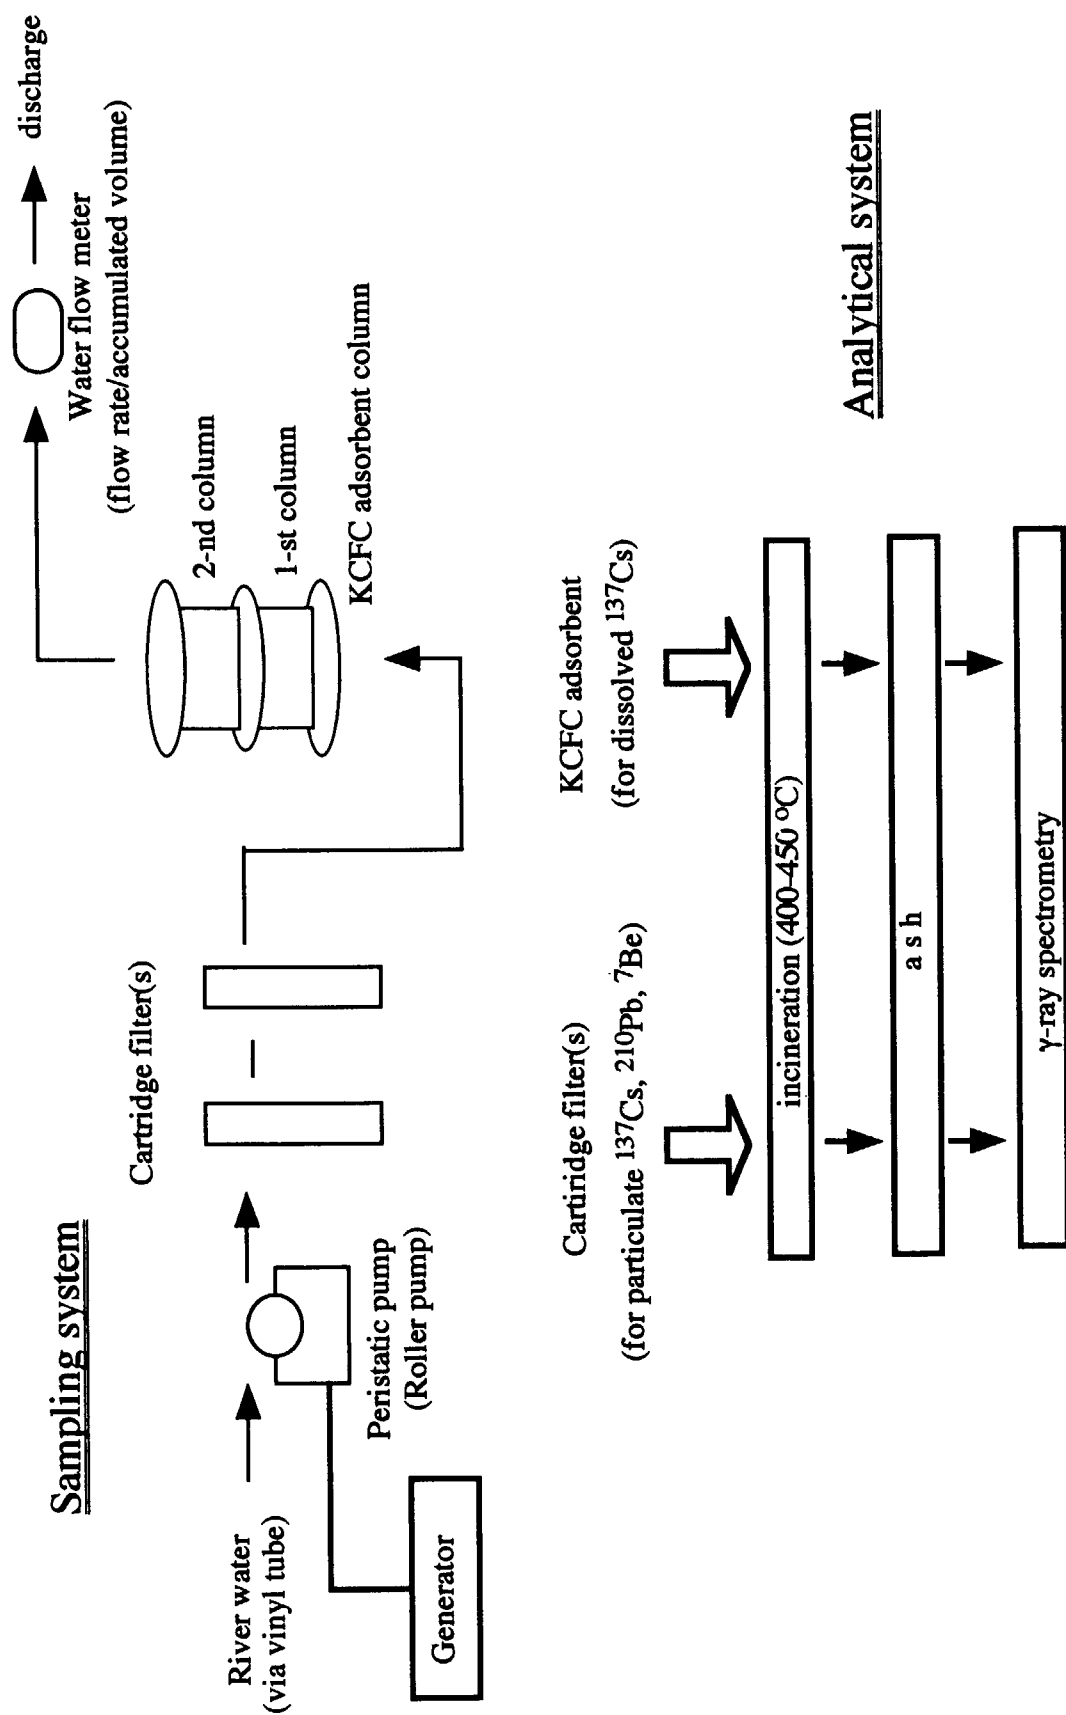 Sampling system
River water
(via vinyl tube)
Generator
Peristatic pump
(Roller pump)
Cartridge filter(s)
2-nd column
1-st column
KCFC adsorbent column
Water flow meter
(flow rate/accumulated volume)
discharge
Cartiridge filter(s)
(for particulate ¹³⁷Cs, ²¹⁰Pb, ⁷Be)
KCFC adsorbent
(for dissolved ¹³⁷Cs)
incineration (400-450 °C)
a s h
γ-ray spectrometry
Analytical system